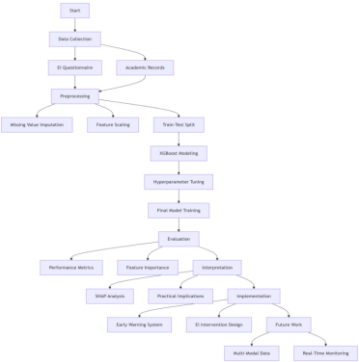 Start
Data Collection
EI Questionnaire
Academic Records
Preprocessing
Missing Value Imputation
Feature Scaling
Train-Test Split
XGBoost Modeling
Hyperparameter Tuning
Final Model Training
Evaluation
Performance Metrics
Feature Importance
Interpretation
SHAP Analysis
Practical Implications
Implementation
Early Warning System
EI Intervention Design
Future Work
Multi-Modal Data
Real-Time Monitoring